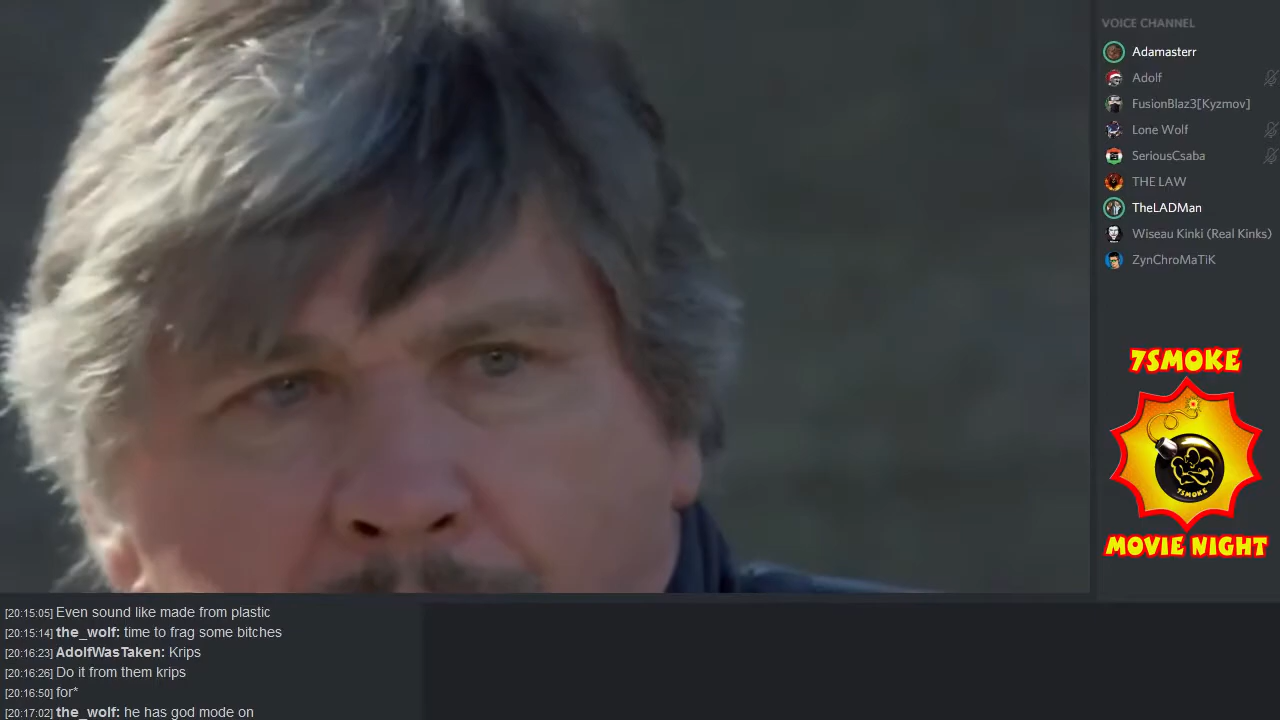 VOICE CHANNEL
Adamasterr
Adolf
FusionBlaz3[Kyzmov]
Lone Wolf
SeriousCsaba
THE LAW
TheLADMan
Wiseau Kinki (Real Kinks)
ZynChroMaTiK
7SMOKE
7SMOKE
MOVIE NIGHT
[20:15:05] Even sound like made from plastic
[20:15:14] the_wolf: time to frag some bitches
[20:16:23] AdolfWasTaken: Krips
[20:16:26] Do it from them krips
[20:16:50] for*
[20:17:02] the_wolf: he has god mode on